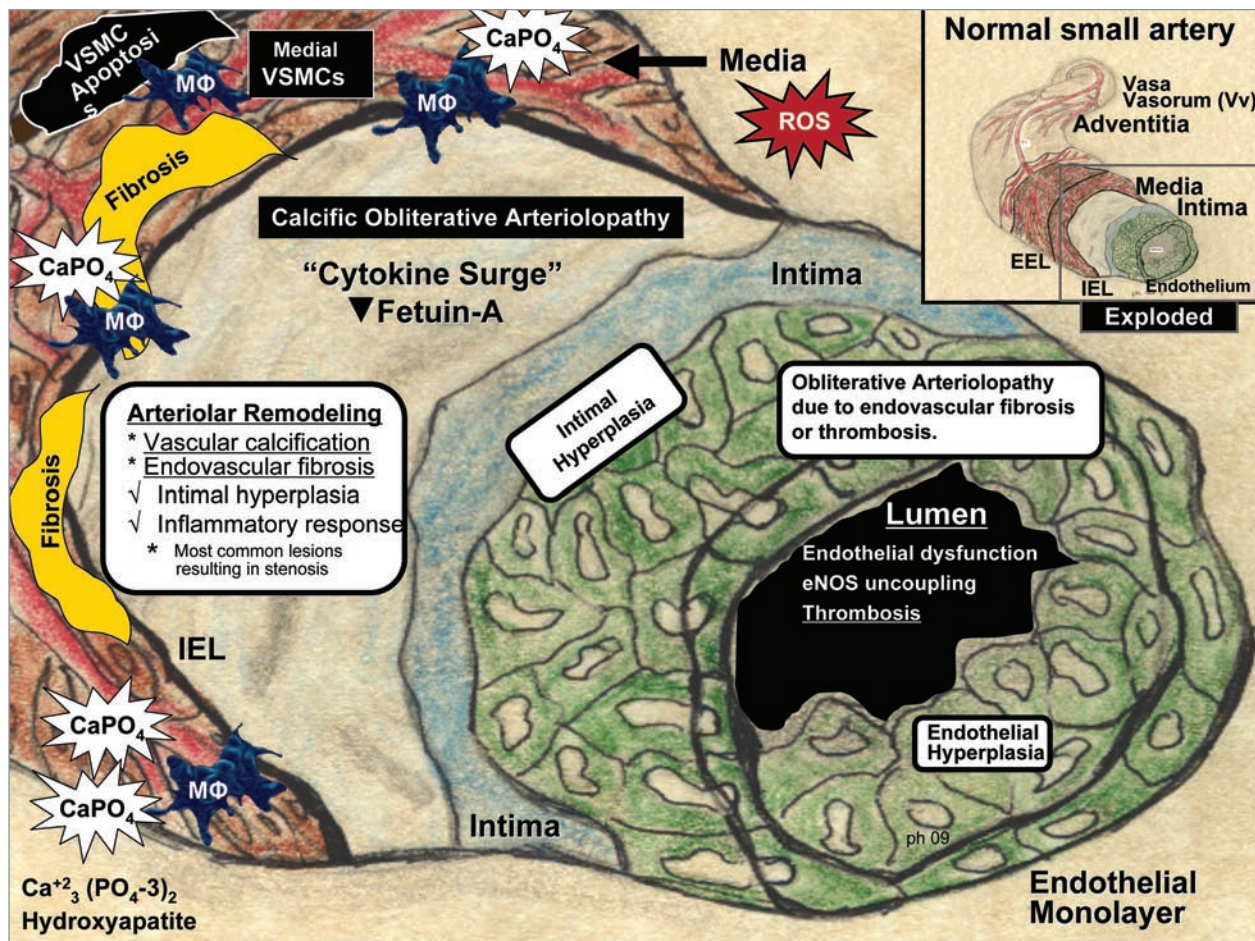 VSMC
Apoptosi
s
MΦ
Medial
VSMCs
MΦ
CaPO4
Media
ROS
Normal small artery
Vasa
Vasorum (Vv)
Adventitia
Media
Intima
EEL
IEL
Endothelium
Exploded
Fibrosis
CaPO4
MΦ
Calcific Obliterative Arteriolopathy
“Cytokine Surge”
▼Fetuin-A
Intima
Intimal
Hyperplasia
Obliterative Arteriolopathy
due to endovascular fibrosis
or thrombosis.
Fibrosis
Arteriolar Remodeling
* Vascular calcification
* Endovascular fibrosis
√ Intimal hyperplasia
√ Inflammatory response
* Most common lesions
resulting in stenosis
Lumen
Endothelial dysfunction
eNOS uncoupling
Thrombosis
IEL
CaPO4
CaPO4
MΦ
Endothelial
Hyperplasia
Intima
ph 09
Ca+23 (PO4-3)2
Hydroxyapatite
Endothelial
Monolayer